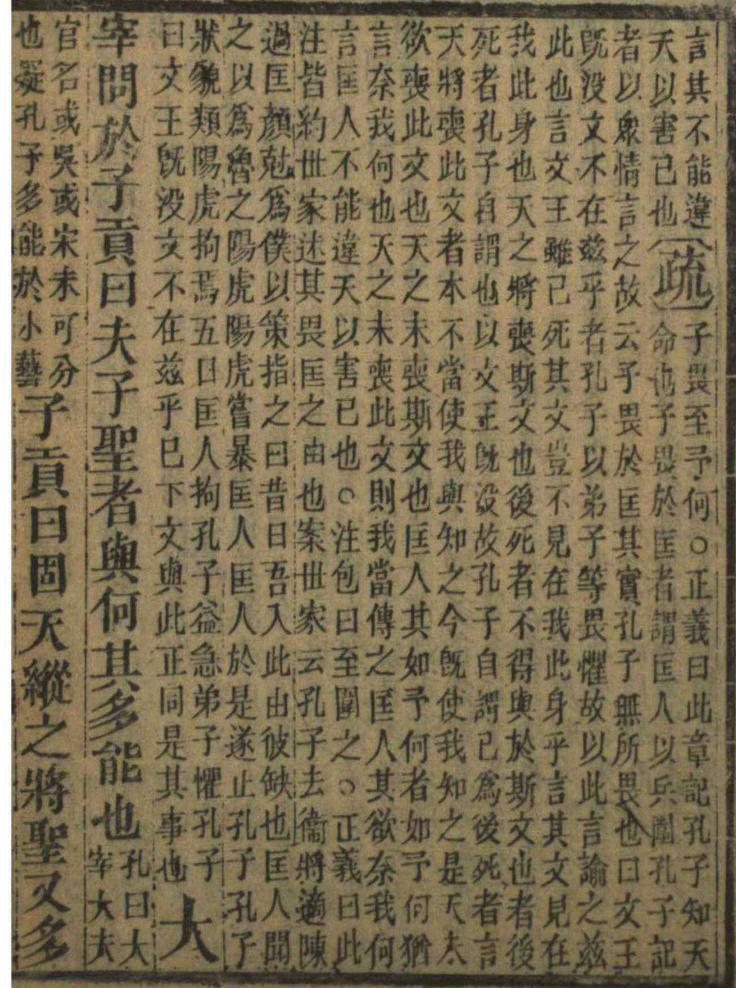 言其不能違
天以害己也
疏
子畏至予何○正義曰此章記孔子知天
命也子畏於匡者謂匡人以兵圍孔子記
者以衆情言之故云子畏於匡其實孔子無所畏也曰文王
旣没文不在玆乎者孔子以弟子等畏懼故以此言諭之玆
此也言文王雖已死其文豈不見在我此身乎言其文見在
我此身也天之將喪斯文也後死者不得與於斯文也者後
死者孔子自謂也以文王旣没故孔子自謂己爲後死者言
天將喪此文者本不當使我與知之今旣使我知之是天未
欲喪此文也天之未喪斯文也匡人其如予何者如予何猶
言奈我何也天之未喪此文則我當傳之匡人其欲奈我何
言匡人不能違天以害己也○注包曰至圍之○正義曰此
注皆約世家述其畏匡之由也案世家云孔子去衞將適陳
過匡顏尅爲僕以策指之曰昔日吾入此由彼缺也匡人聞
之以爲魯之陽虎陽虎嘗暴匡人匡人於是遂止孔子孔子
狀貌類陽虎拘焉五日匡人拘孔子益急弟子懼孔子
曰文王旣没文不在玆乎已下文與此正同是其事也
大
宰問於子貢曰夫子聖者與何其多能也
孔曰大
宰大夫
官名或吳或宋未可分
也疑孔子多能於小藝
子貢曰固天縱之將聖又多